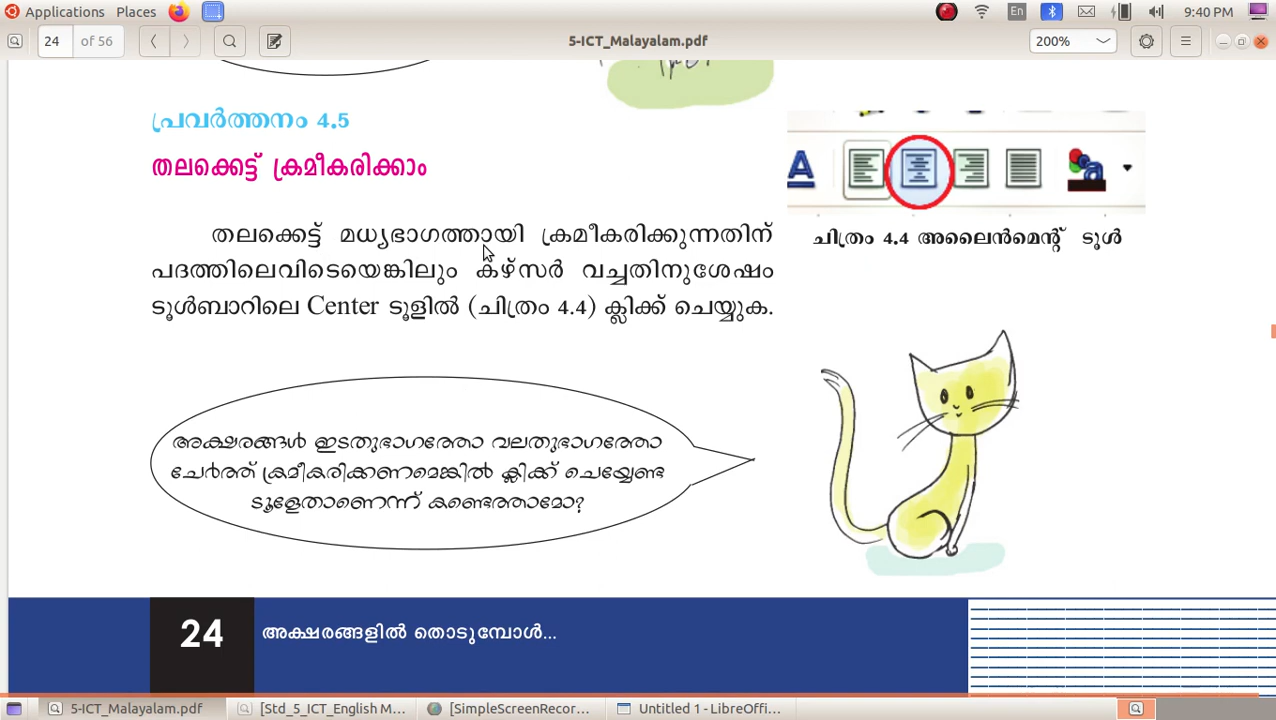 Applications Places En 9:40 PM
24 of 56 5-ICT_Malayalam.pdf 200%
പ്രവർത്തനം 4.5
തലക്കെട്ട് ക്രമീകരിക്കാം
തലക്കെട്ട് മധ്യഭാഗത്തായി ക്രമീകരിക്കുന്നതിന്
പദത്തിലെവിടെയെങ്കിലും കഴ്സർ വച്ചതിനുശേഷം
ടൂൾബാറിലെ Center ടൂളിൽ (ചിത്രം 4.4) ക്ലിക്ക് ചെയ്യുക.
A a
ചിത്രം 4.4 അലൈൻമെന്റ് ടൂൾ
അക്ഷരങ്ങൾ ഇടതുഭാഗത്തോ വലതുഭാഗത്തോ
ചേർത്ത് ക്രമീകരിക്കണമെങ്കിൽ ക്ലിക്ക് ചെയ്യേണ്ട
ടൂളേതാണെന്ന് കണ്ടെത്താമോ?
24 അക്ഷരങ്ങളിൽ തൊടുമ്പോൾ...
5-ICT_Malayalam.pdf [Std_5_ICT_English M... [SimpleScreenRecor... Untitled 1 - LibreOffi...